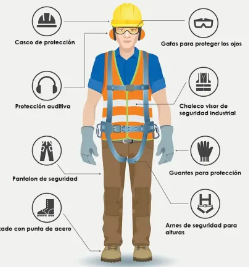 Casco de protección
Gafas para proteger los ojos
Protección auditiva
Chaleco visor de
seguridad industrial
Pantalon de seguridad
Guantes para protección
zado con punta de acero
Arnes de seguridad para
alturas